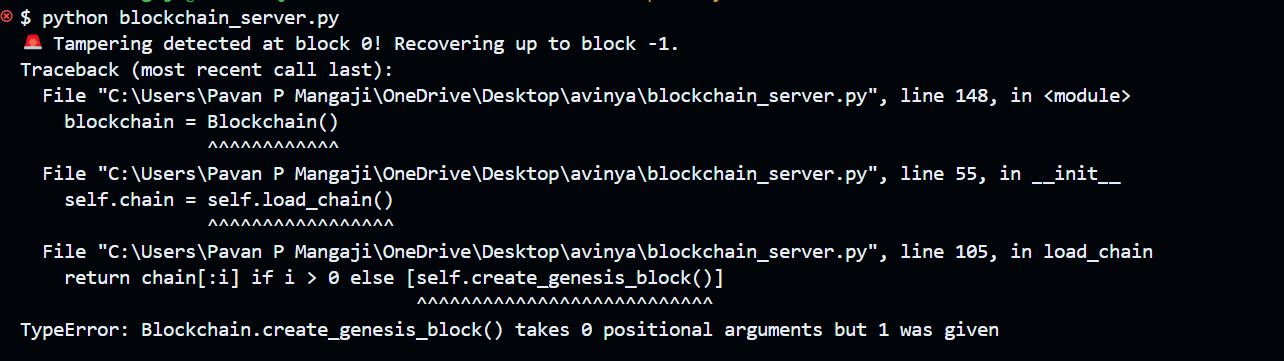 $ python blockchain_server.py
🚨 Tampering detected at block 0! Recovering up to block -1.
Traceback (most recent call last):
  File "C:\Users\Pavan P Mangaji\OneDrive\Desktop\avinya\blockchain_server.py", line 148, in <module>
    blockchain = Blockchain()
                 ^^^^^^^^^^^^
  File "C:\Users\Pavan P Mangaji\OneDrive\Desktop\avinya\blockchain_server.py", line 55, in __init__
    self.chain = self.load_chain()
                 ^^^^^^^^^^^^^^^^^
  File "C:\Users\Pavan P Mangaji\OneDrive\Desktop\avinya\blockchain_server.py", line 105, in load_chain
    return chain[:i] if i > 0 else [self.create_genesis_block()]
                                    ^^^^^^^^^^^^^^^^^^^^^^^^^^^
TypeError: Blockchain.create_genesis_block() takes 0 positional arguments but 1 was given